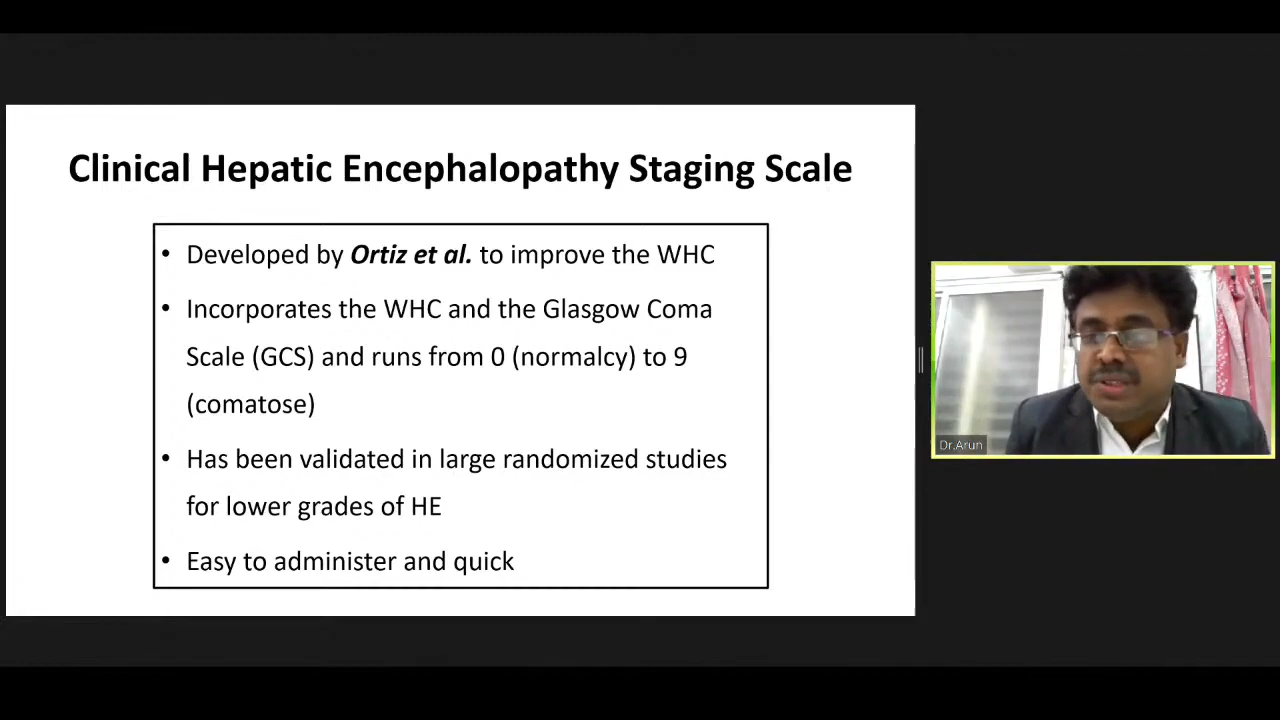 Clinical Hepatic Encephalopathy Staging Scale
• Developed by Ortiz et al. to improve the WHC
• Incorporates the WHC and the Glasgow Coma
Scale (GCS) and runs from 0 (normalcy) to 9
(comatose)
• Has been validated in large randomized studies
for lower grades of HE
• Easy to administer and quick
Dr.Arun